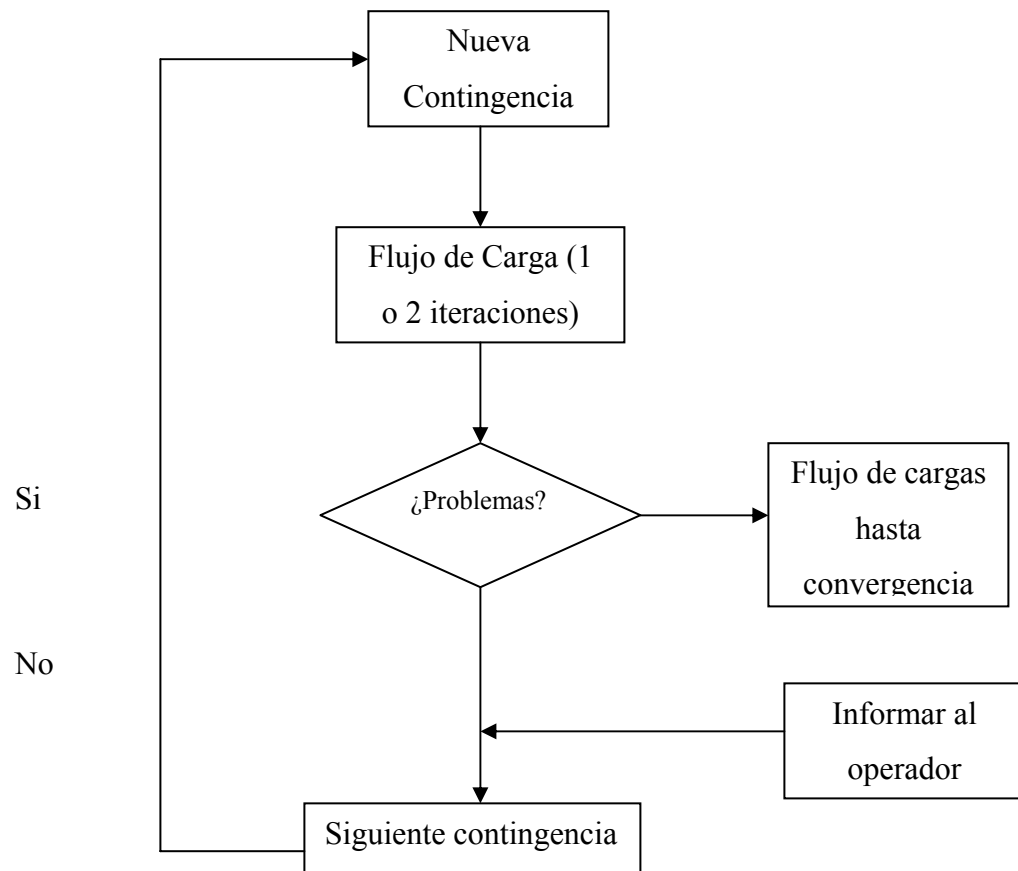 Nueva
Contingencia
Flujo de Carga (1
o 2 iteraciones)
¿Problemas?
Si
Flujo de cargas
hasta
convergencia
No
Informar al
operador
Siguiente contingencia